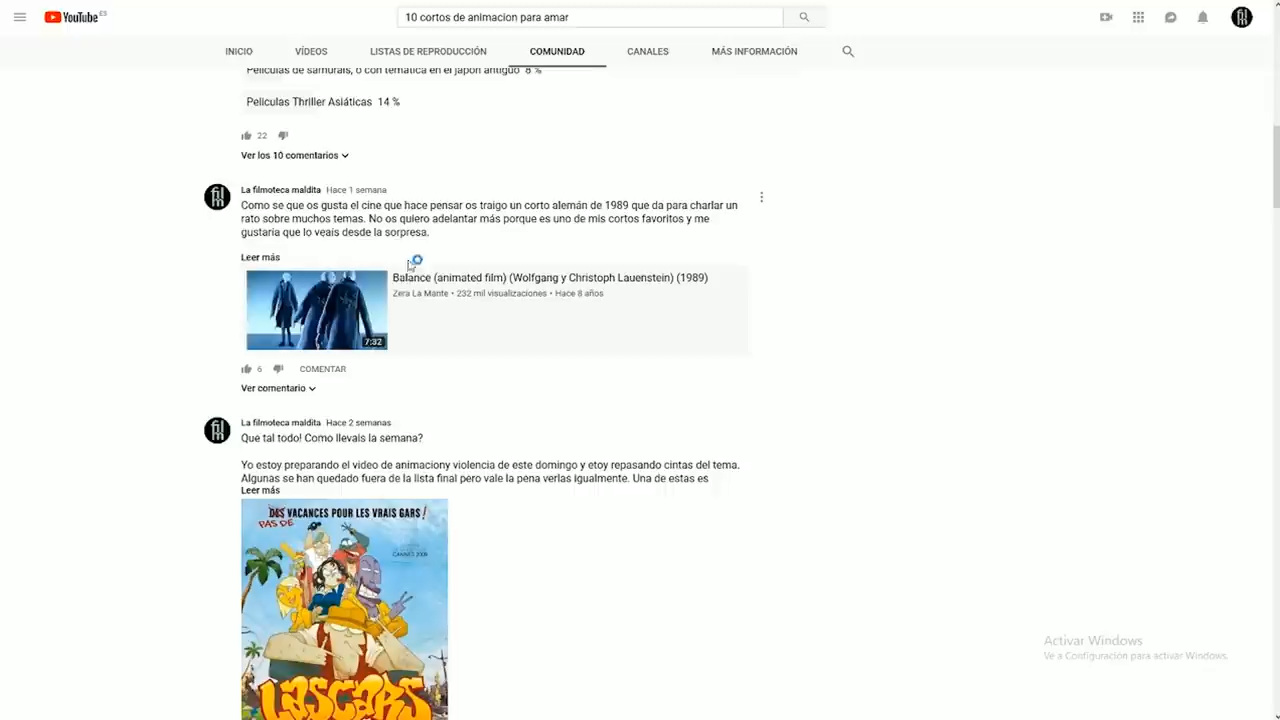 YouTube ES
10 cortos de animacion para amar
INICIO VÍDEOS LISTAS DE REPRODUCCIÓN COMUNIDAD CANALES MÁS INFORMACIÓN
Peliculas de samurais, o con tematica en el japon antiguo 8 %
Peliculas Thriller Asiáticas 14 %
22
Ver los 10 comentarios
fil
La filmoteca maldita Hace 1 semana
Como se que os gusta el cine que hace pensar os traigo un corto alemán de 1989 que da para charlar un
rato sobre muchos temas. No os quiero adelantar más porque es uno de mis cortos favoritos y me
gustaría que lo veais desde la sorpresa.
Leer más
Balance (animated film) (Wolfgang y Christoph Lauenstein) (1989)
Zera La Mante • 232 mil visualizaciones • Hace 8 años
7:32
6 COMENTAR
Ver comentario
fil
La filmoteca maldita Hace 2 semanas
Que tal todo! Como llevais la semana?
Yo estoy preparando el video de animaciony violencia de este domingo y etoy repasando cintas del tema.
Algunas se han quedado fuera de la lista final pero vale la pena verlas igualmente. Una de estas es
Leer más
DES VACANCES POUR LES VRAIS GARS!
PAS DE
CANNES 2009
LASCARS
Activar Windows
Ve a Configuración para activar Windows.